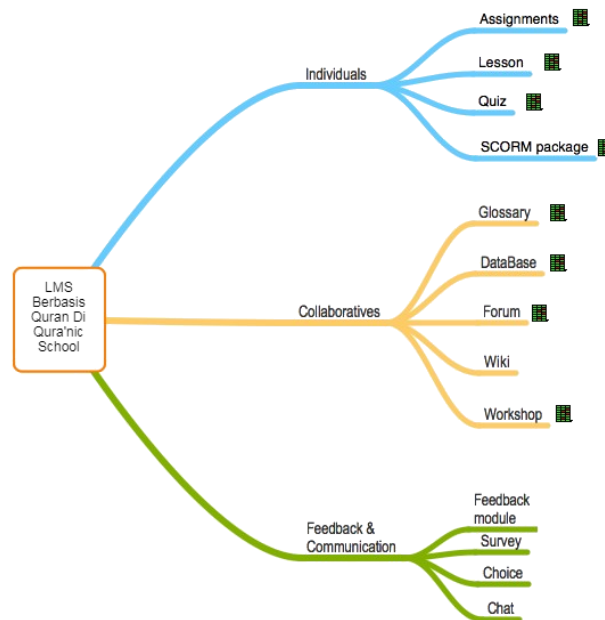 LMS
Berbasis
Quran Di
Qura'nic
School
Individuals
Assignments
Lesson
Quiz
SCORM package
Collaboratives
Glossary
DataBase
Forum
Wiki
Workshop
Feedback &
Communication
Feedback
module
Survey
Choice
Chat